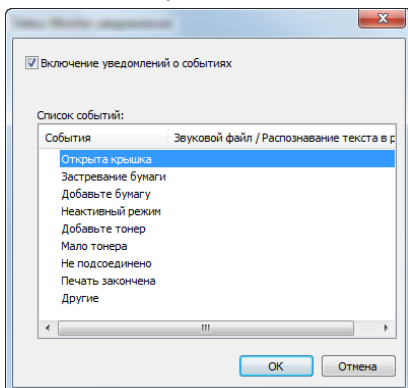 Включение уведомлений о событиях
Список событий:
События Звуковой файл / Распознавание текста в р
Открыта крышка
Застревание бумаги
Добавьте бумагу
Неактивный режим
Добавьте тонер
Мало тонера
Не подсоединено
Печать закончена
Другие
OK Отмена